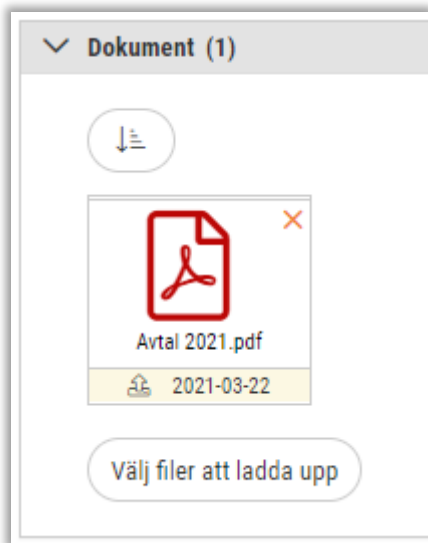 Dokument (1)
Avtal 2021.pdf
2021-03-22
Välj filer att ladda upp